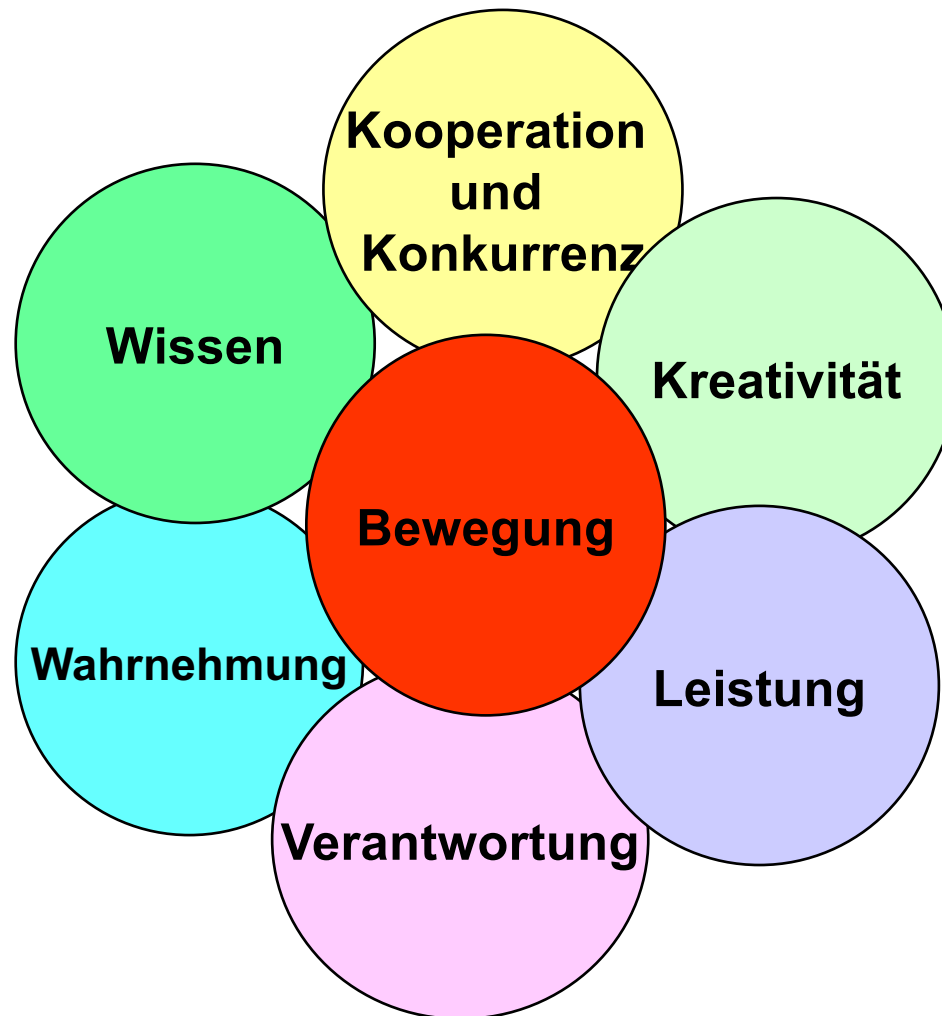 Kooperation
und
Konkurrenz
Wissen
Kreativität
Bewegung
Wahrnehmung
Leistung
Verantwortung